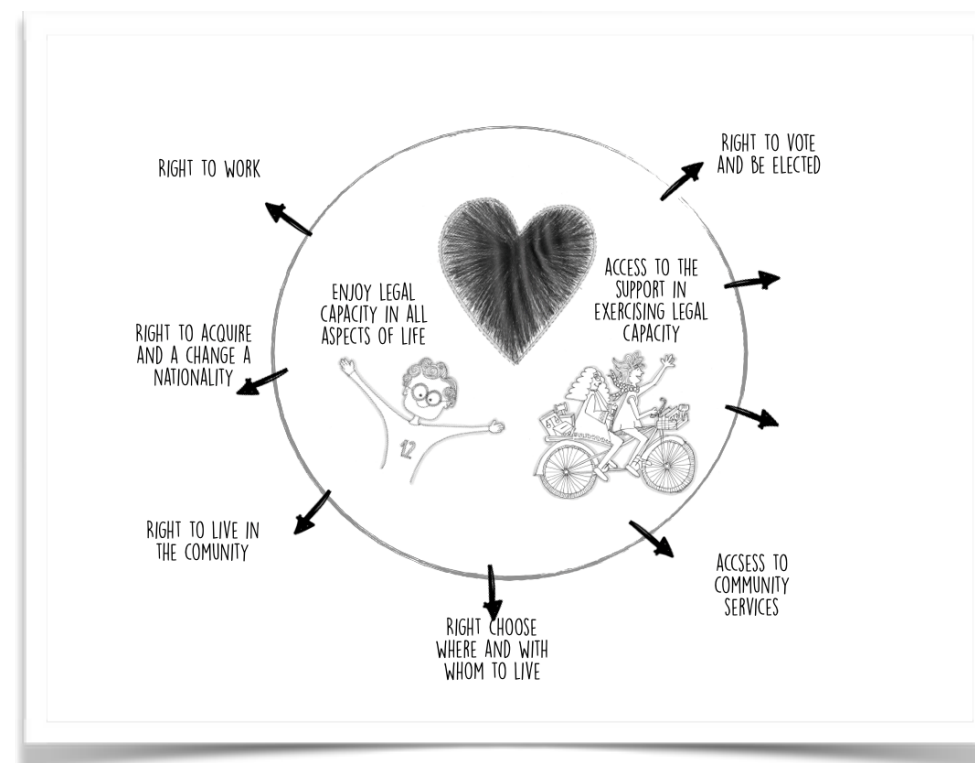 RIGHT TO WORK
RIGHT TO VOTE
AND BE ELECTED
ENJOY LEGAL
CAPACITY IN ALL
ASPECTS OF LIFE
ACCESS TO THE
SUPPORT IN
EXERCISING LEGAL
CAPACITY
RIGHT TO ACQUIRE
AND A CHANGE A
NATIONALITY
12
RIGHT TO LIVE IN
THE COMUNITY
ACCSESS TO
COMMUNITY
SERVICES
RIGHT CHOOSE
WHERE AND WITH
WHOM TO LIVE